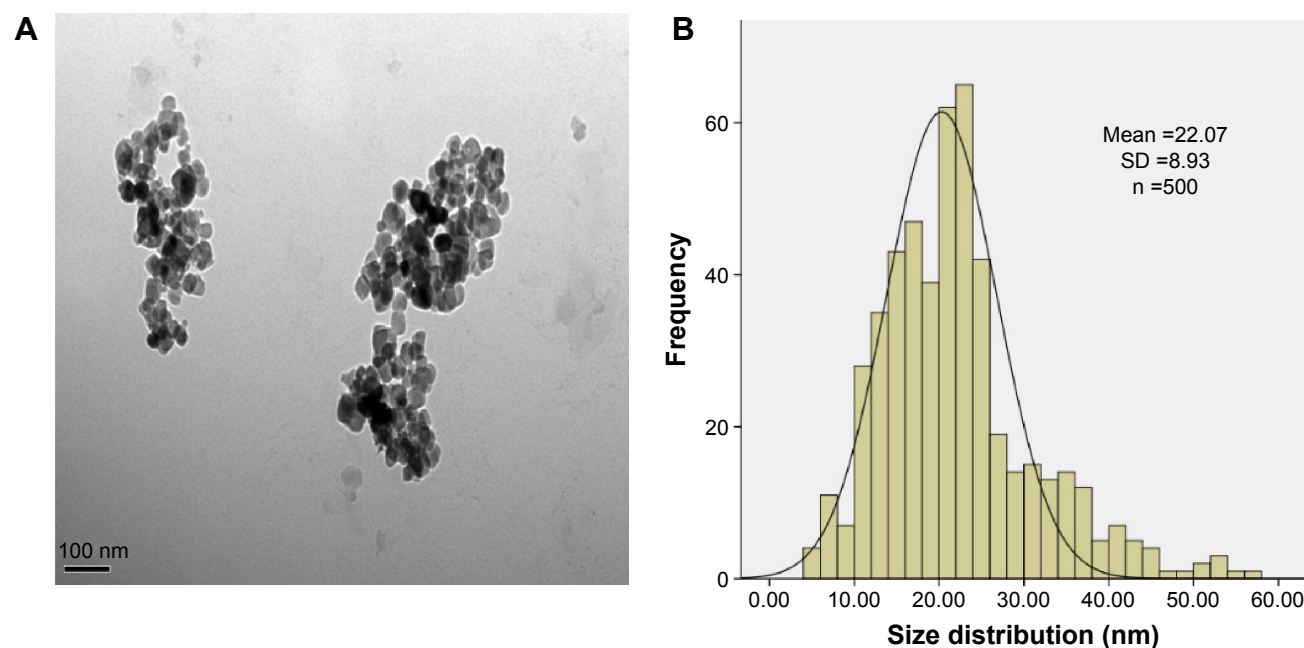 A
100 nm
B
Mean =22.07
SD =8.93
n =500
Frequency
60
40
20
0
0.00 10.00 20.00 30.00 40.00 50.00 60.00
Size distribution (nm)